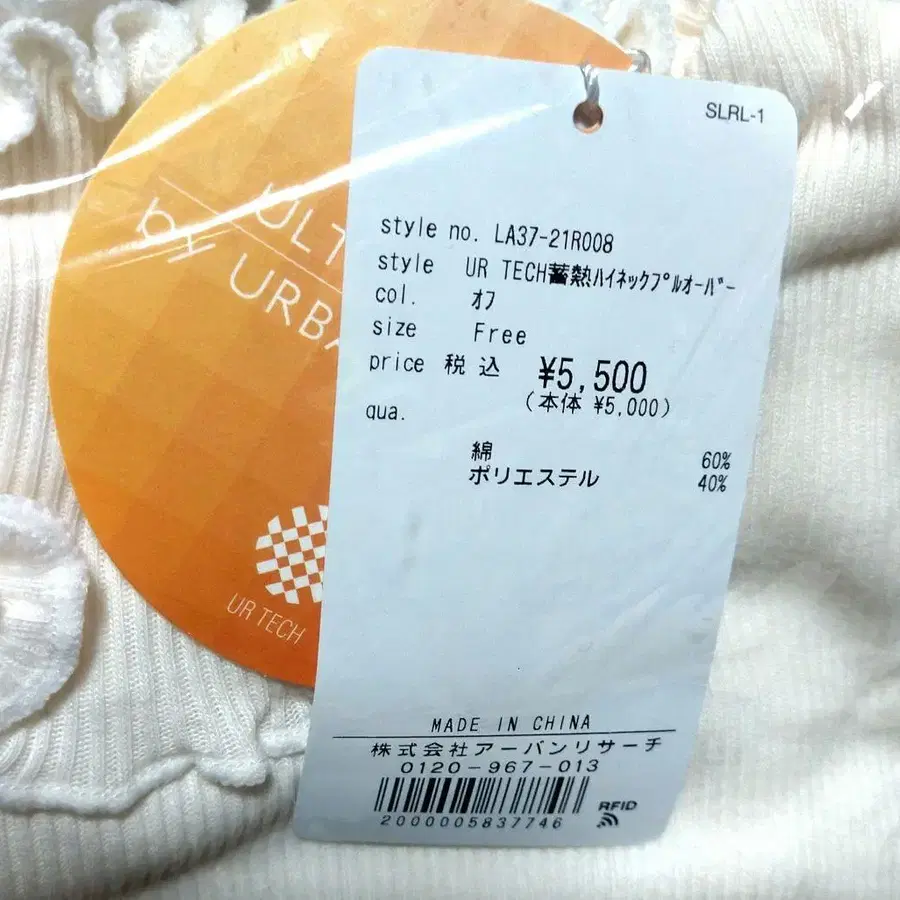 SLRL-1
style no. LA37-21R008
style UR TECH蓄熱ﾊｲﾈｯｸﾌﾟﾙｵｰﾊﾞｰ
col. ｵﾌ
size Free
price 税込 ¥5,500
(本体 ¥5,000)
qua.
綿 60%
ポリエステル 40%
MADE IN CHINA
株式会社アーバンリサーチ
0120-967-013
2000005837746
RFID
by
UR TECH